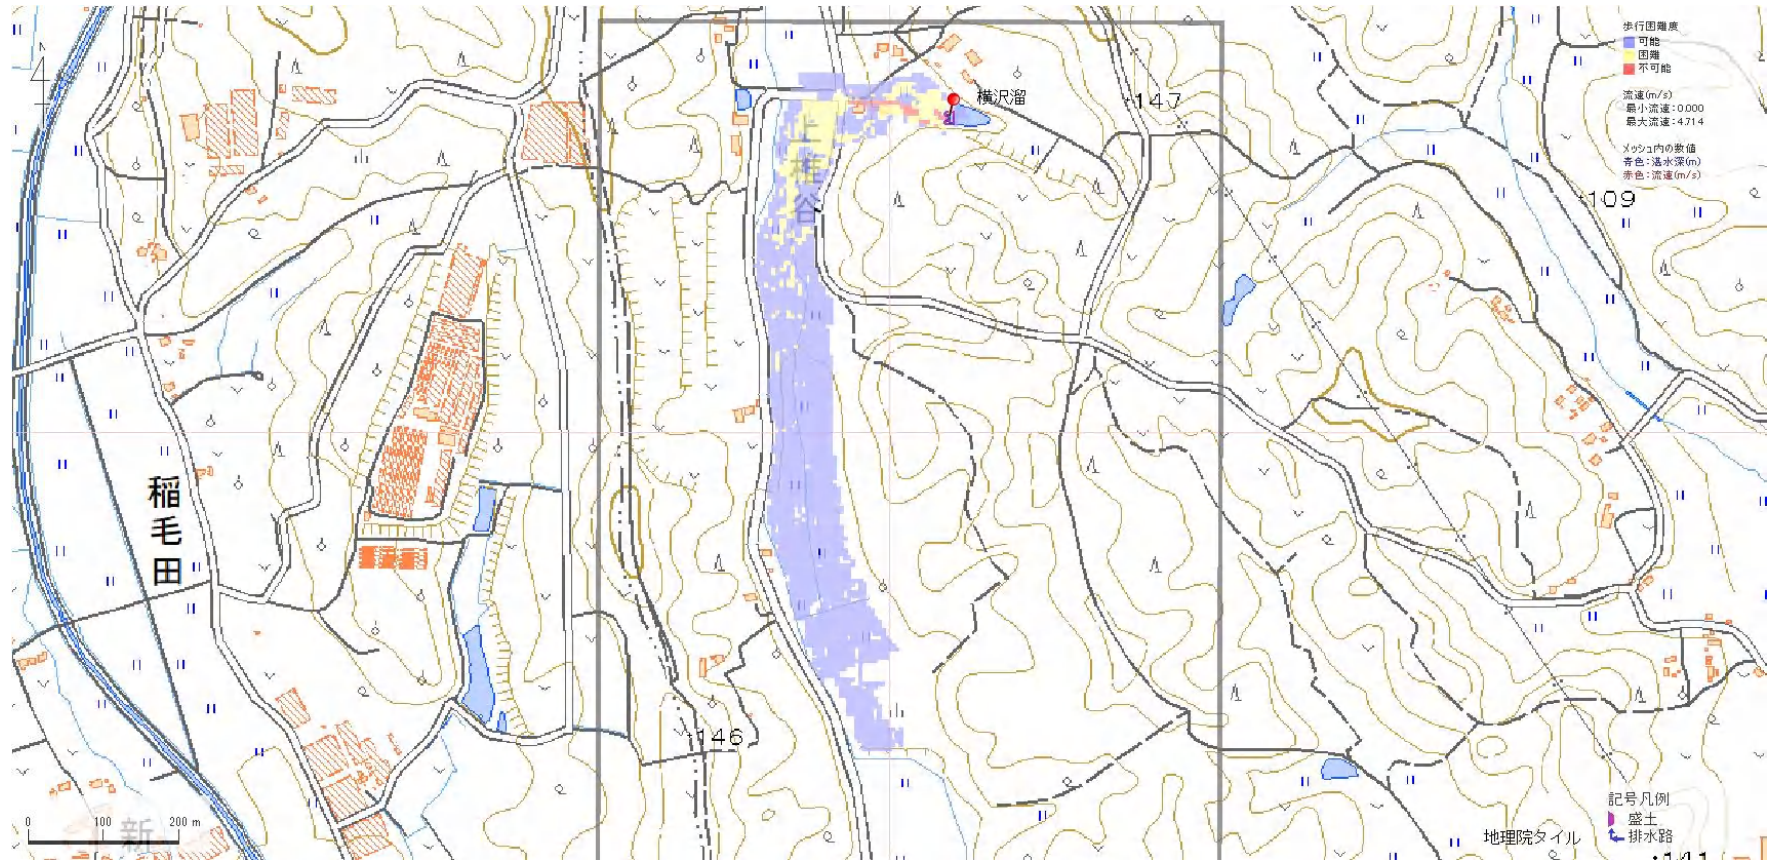 歩行困難度
可能
困難
不可能
流速(m/s)
最小流速:0.000
最大流速:4.714
メッシュ内の数値
青色:浸水深(m)
赤色:流速(m/s)
N
横沢溜
147
109
稲毛田
146
0 100 200 m
新
記号凡例
盛土
排水路
地理院タイル
141